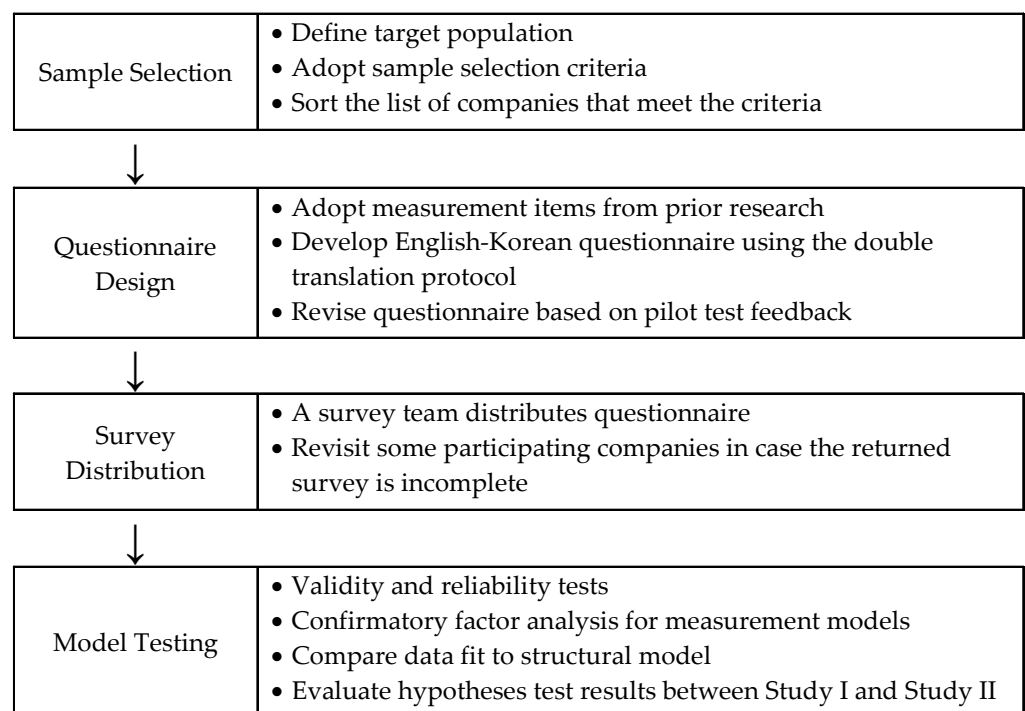 Sample Selection
• Define target population
• Adopt sample selection criteria
• Sort the list of companies that meet the criteria
↓
Questionnaire
Design
• Adopt measurement items from prior research
• Develop English-Korean questionnaire using the double
translation protocol
• Revise questionnaire based on pilot test feedback
↓
Survey
Distribution
• A survey team distributes questionnaire
• Revisit some participating companies in case the returned
survey is incomplete
↓
Model Testing
• Validity and reliability tests
• Confirmatory factor analysis for measurement models
• Compare data fit to structural model
• Evaluate hypotheses test results between Study I and Study II